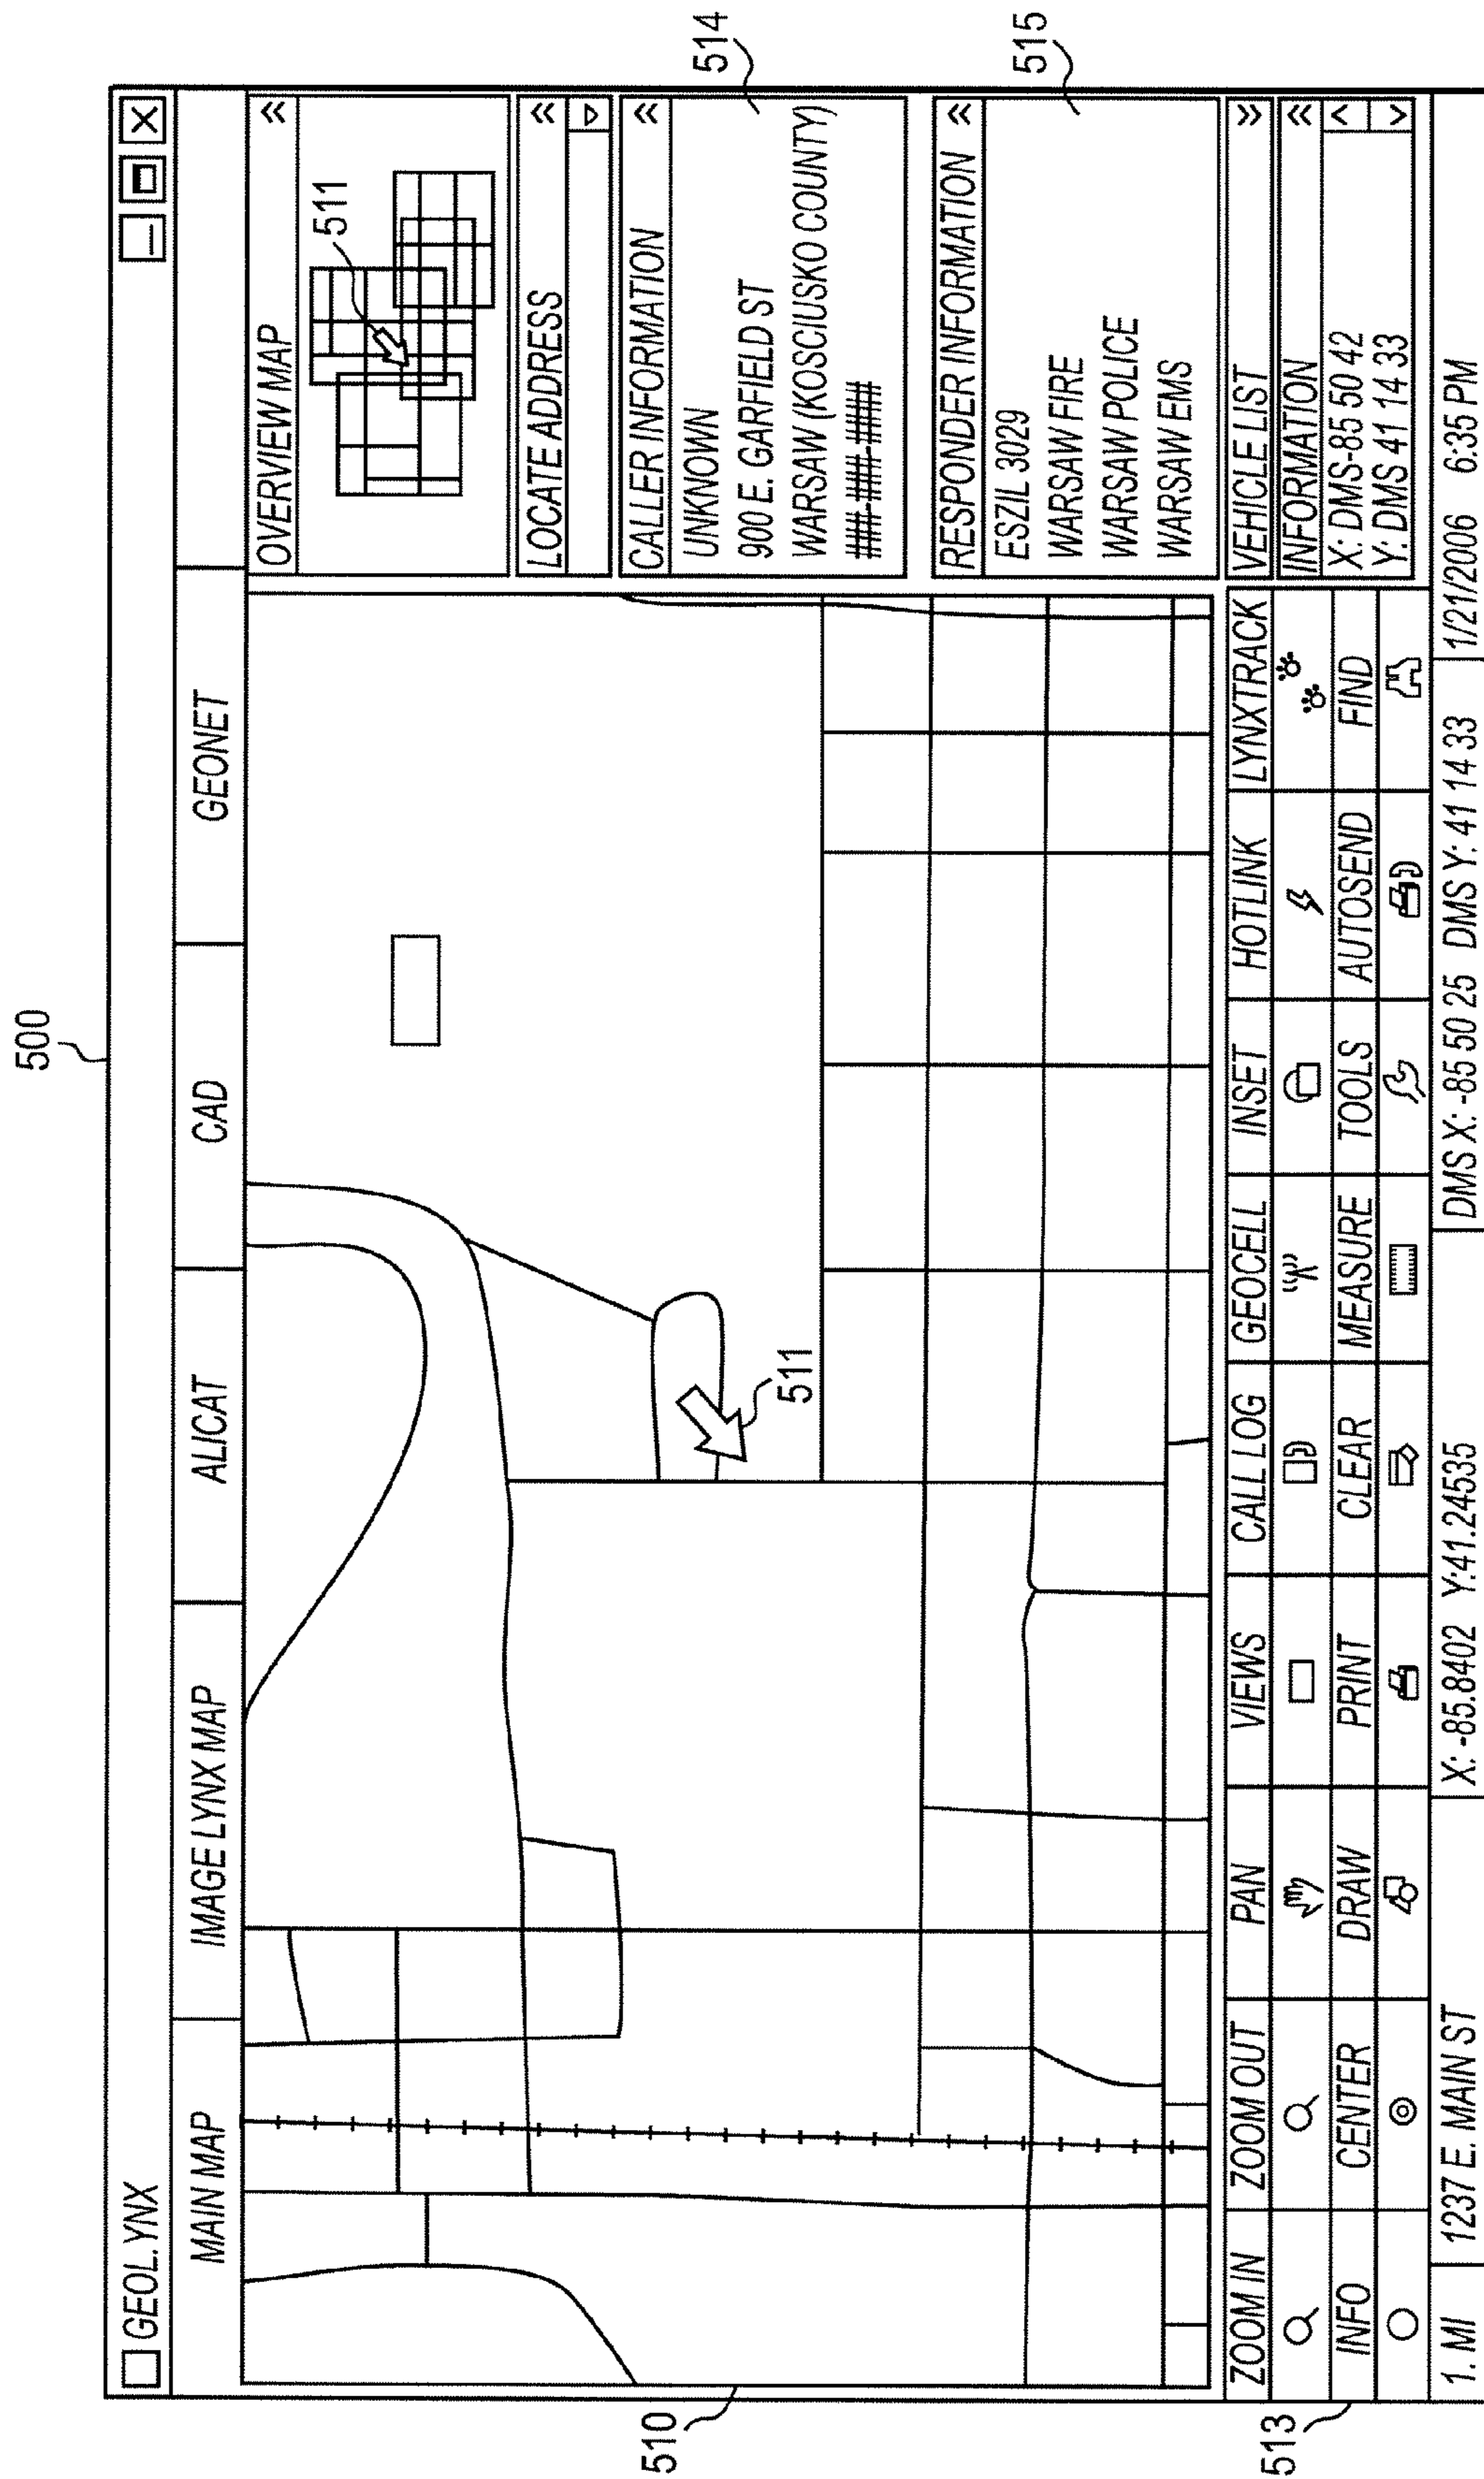 500
GEOL.YNX
MAIN MAP IMAGE LYNX MAP ALICAT CAD GEONET
OVERVIEW MAP
511
LOCATE ADDRESS
CALLER INFORMATION
514
UNKNOWN
900 E. GARFIELD ST
WARSAW (KOSCIUSKO COUNTY)
###-###-####
RESPONDER INFORMATION
515
ESZIL 3029
WARSAW FIRE
WARSAW POLICE
WARSAW EMS
511
510
ZOOM IN ZOOM OUT PAN VIEWS CALL LOG GEOCELL INSET HOTLINK LYNXTRACK VEHICLE LIST
INFORMATION
INFO CENTER DRAW PRINT CLEAR MEASURE TOOLS AUTOSEND FIND
X: DMS-85 50 42
Y: DMS 41 14 33
513
1. MI 1237 E. MAIN ST X: -85.8402 Y:41.24535 DMS X: -85 50 25 DMS Y: 41 14 33 1/21/2006 6:35 PM